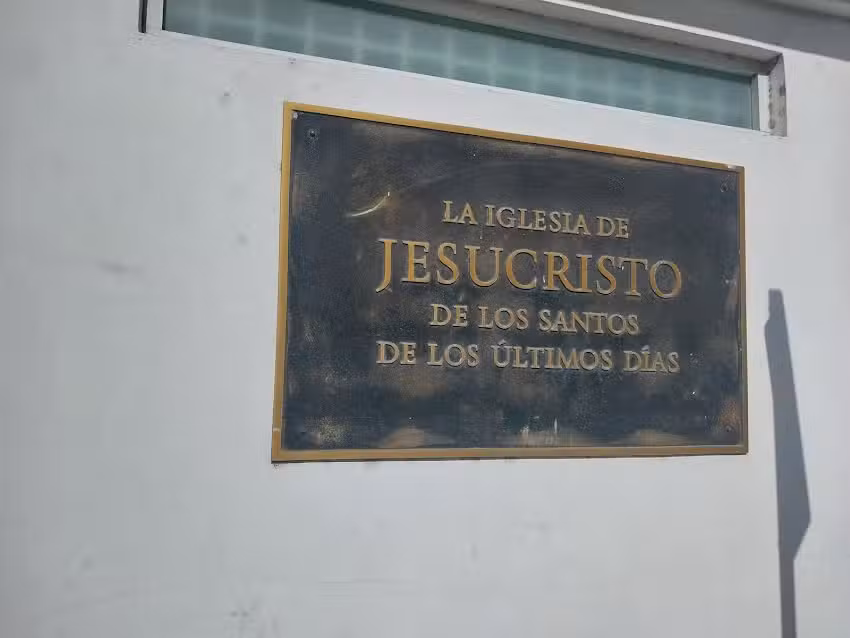 LA IGLESIA DE
JESUCRISTO
DE LOS SANTOS
DE LOS ÚLTIMOS DÍAS